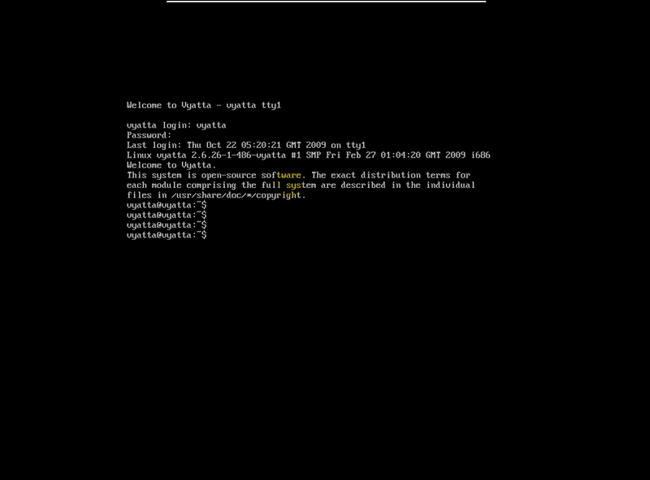 Welcome to Vyatta - vyatta tty1
vyatta login: vyatta
Password:
Last login: Thu Oct 22 05:20:21 GMT 2009 on tty1
Linux vyatta 2.6.26-1-486-vyatta #1 SMP Fri Feb 27 01:04:20 GMT 2009 i686
Welcome to Vyatta.
This system is open-source software. The exact distribution terms for
each module comprising the full system are described in the individual
files in /usr/share/doc/*/copyright.
vyatta@vyatta:~$
vyatta@vyatta:~$
vyatta@vyatta:~$
vyatta@vyatta:~$